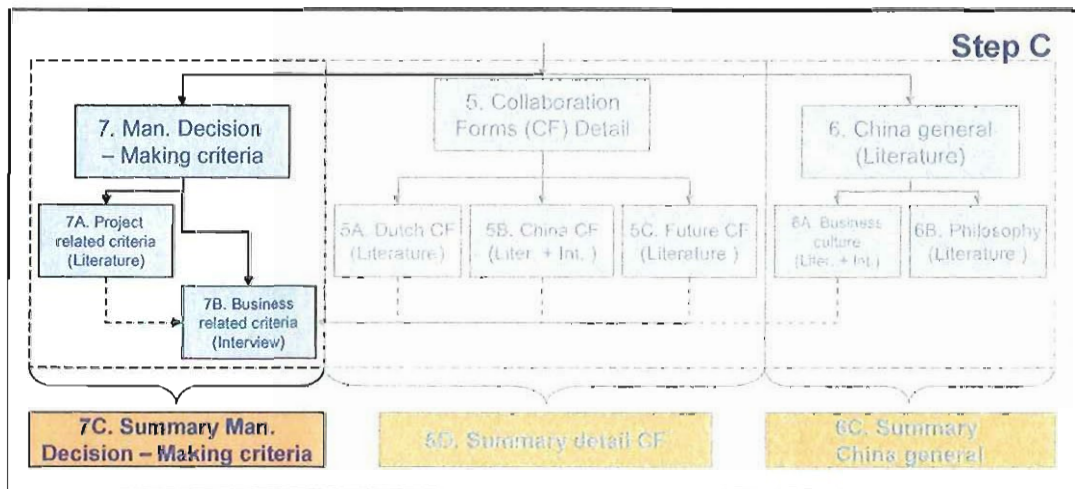 Step C
7. Man. Decision
– Making criteria
5. Collaboration
Forms (CF) Detail
6. China general
(Literature)
7A. Project
related criteria
(Literature)
7B. Business
related criteria
(Interview)
5A. Dutch CF
(Literature)
5B. China CF
(Liter. + Int. )
5C. Future CF
(Literature )
6A. Business
culture
(Liter. + Int.)
6B. Philosophy
(Literature )
7C. Summary Man.
Decision – Making criteria
5D. Summary detail CF
6C. Summary
China general